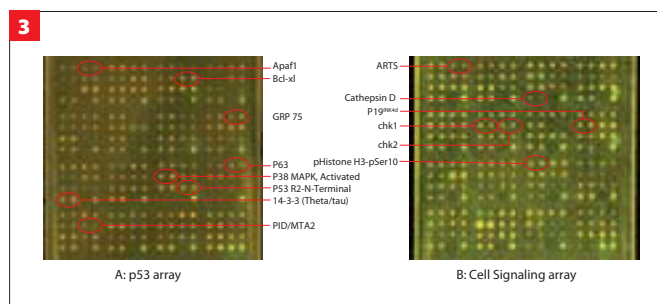 3
Apaf1
Bcl-xl
GRP 75
P63
P38 MAPK, Activated
P53 R2-N-Terminal
14-3-3 (Theta/tau)
PID/MTA2
A: p53 array
ARTS
Cathepsin D
P19INK4d
chk1
chk2
pHistone H3-pSer10
B: Cell Signaling array